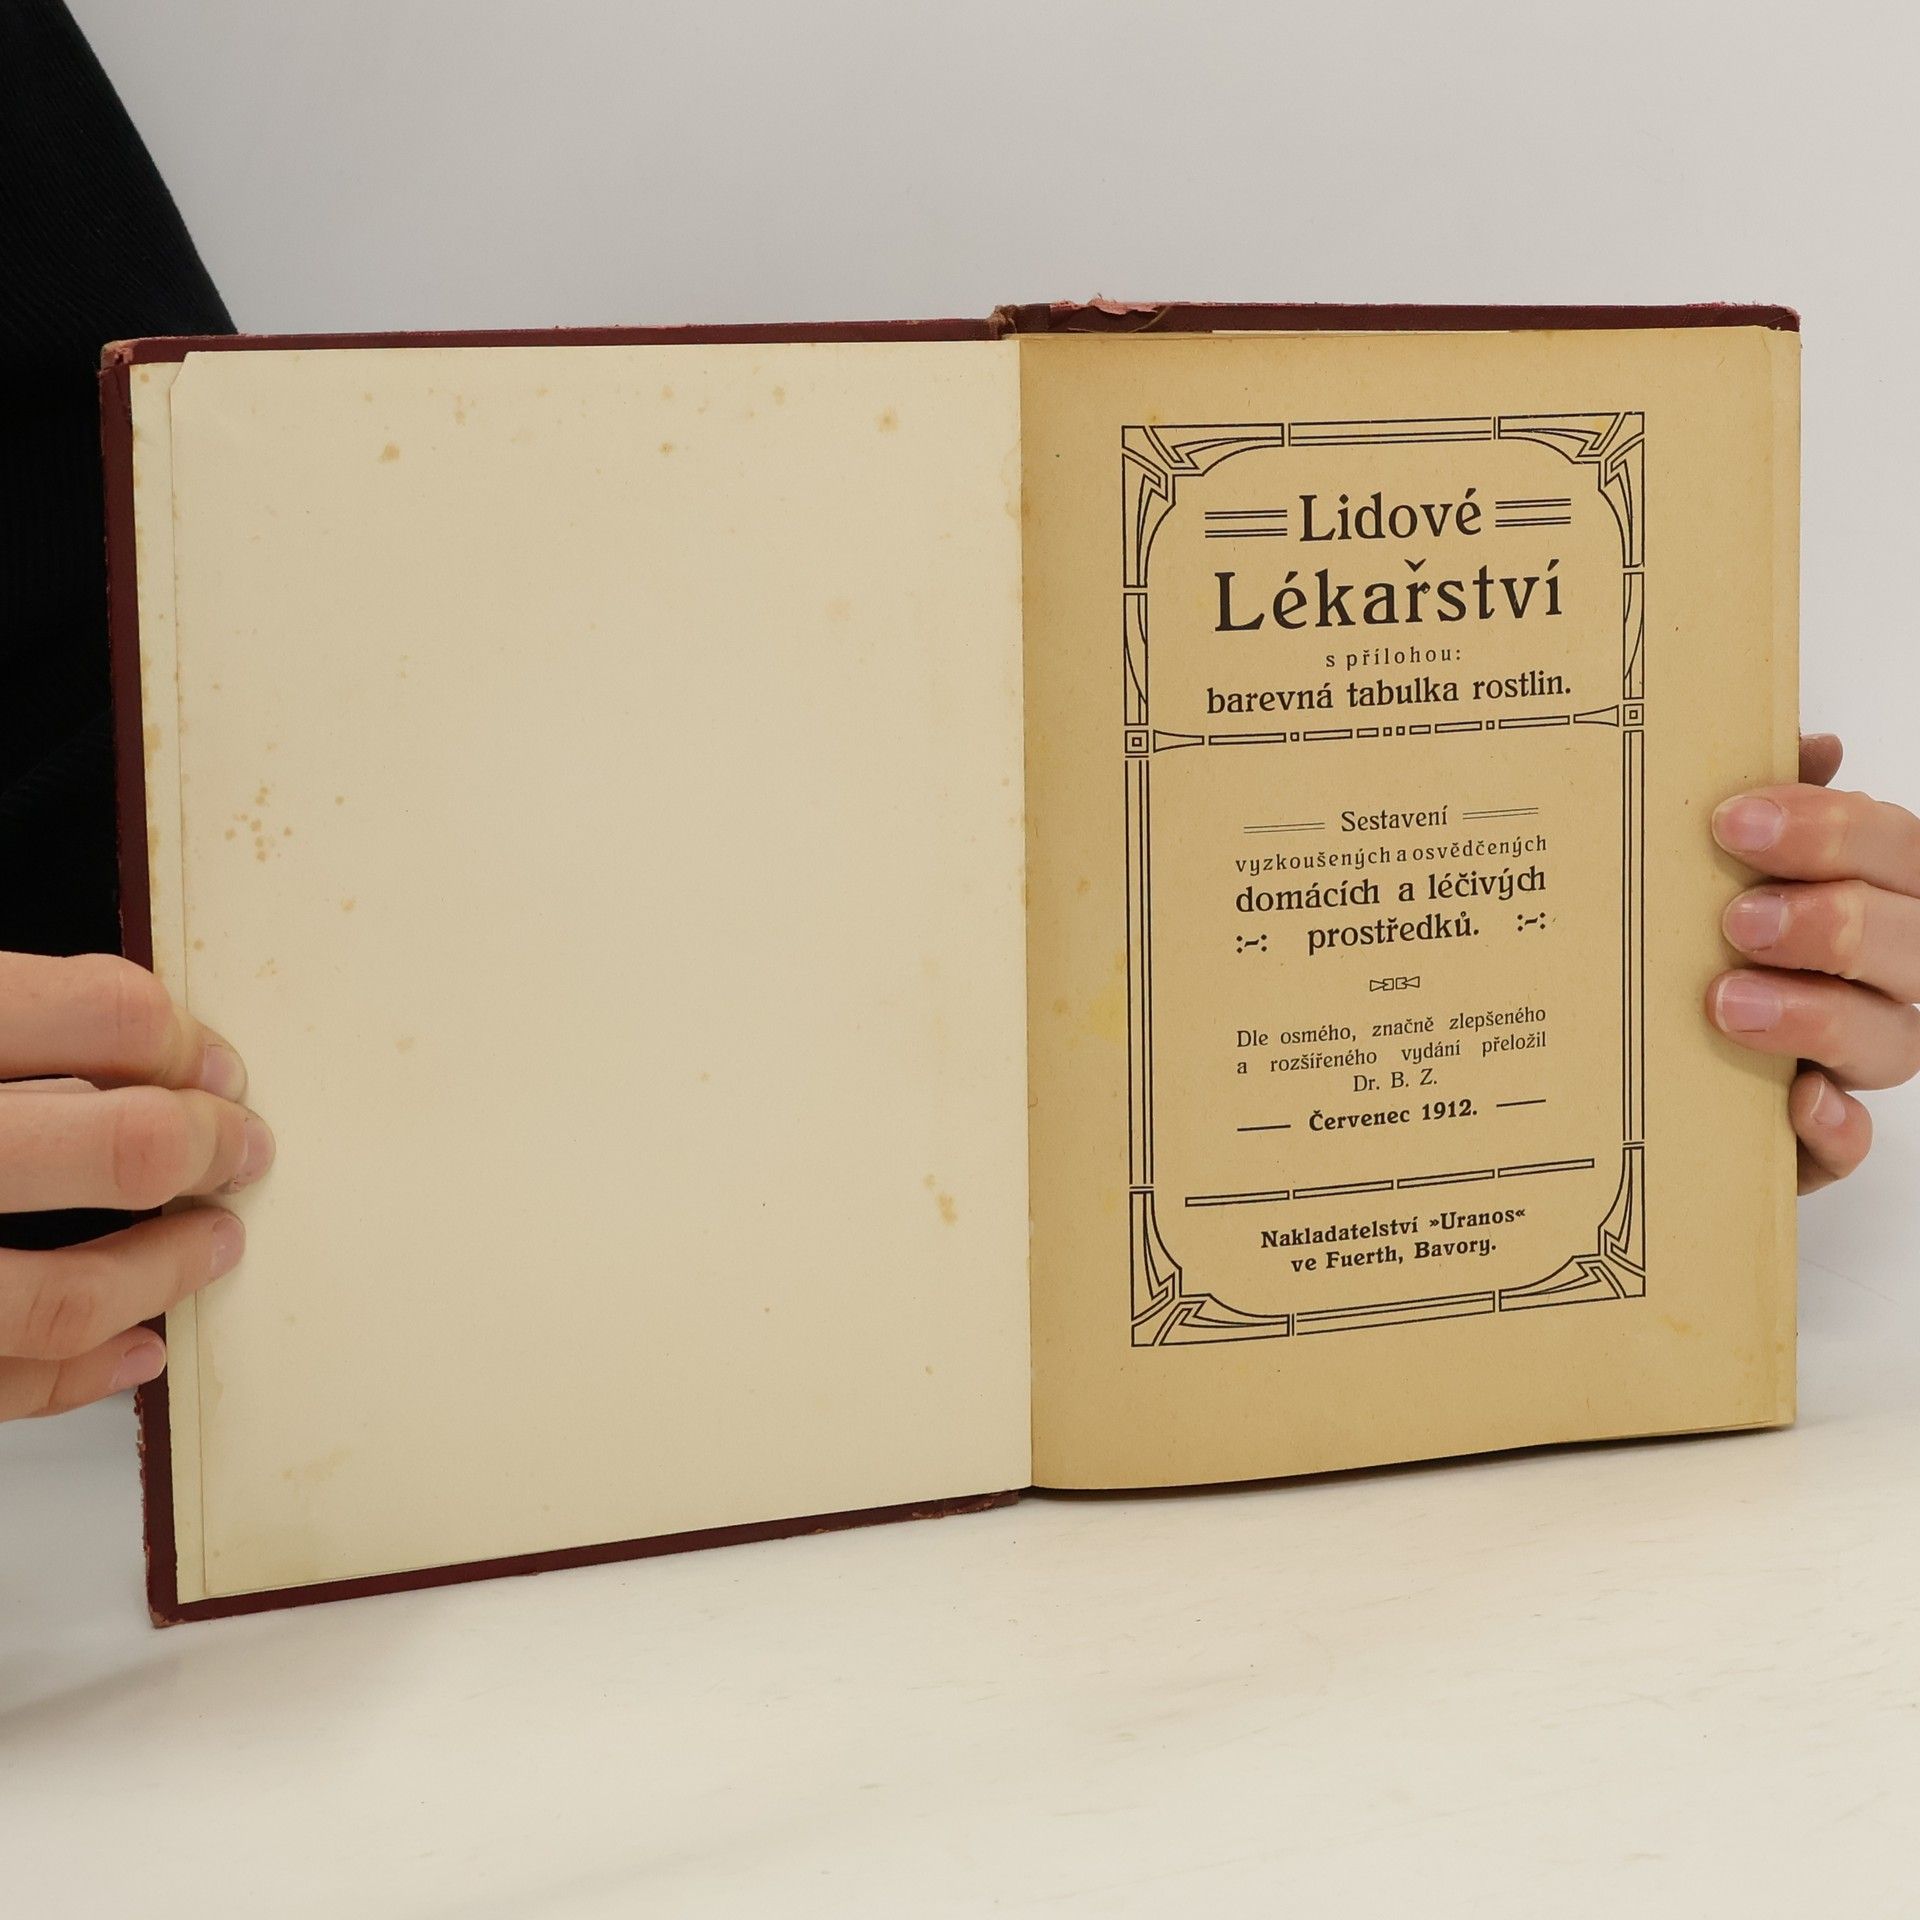 Lidové
Lékařství
s přílohou:
barevná tabulka rostlin.
Sestavení
vyzkoušených a osvědčených
domácích a léčivých
:-: prostředků. :-:
Dle osmého, značně zlepšeného
a rozšířeného vydání přeložil
Dr. B. Z.
Červenec 1912.
Nakladatelství »Uranos«
ve Fuerth, Bavory.